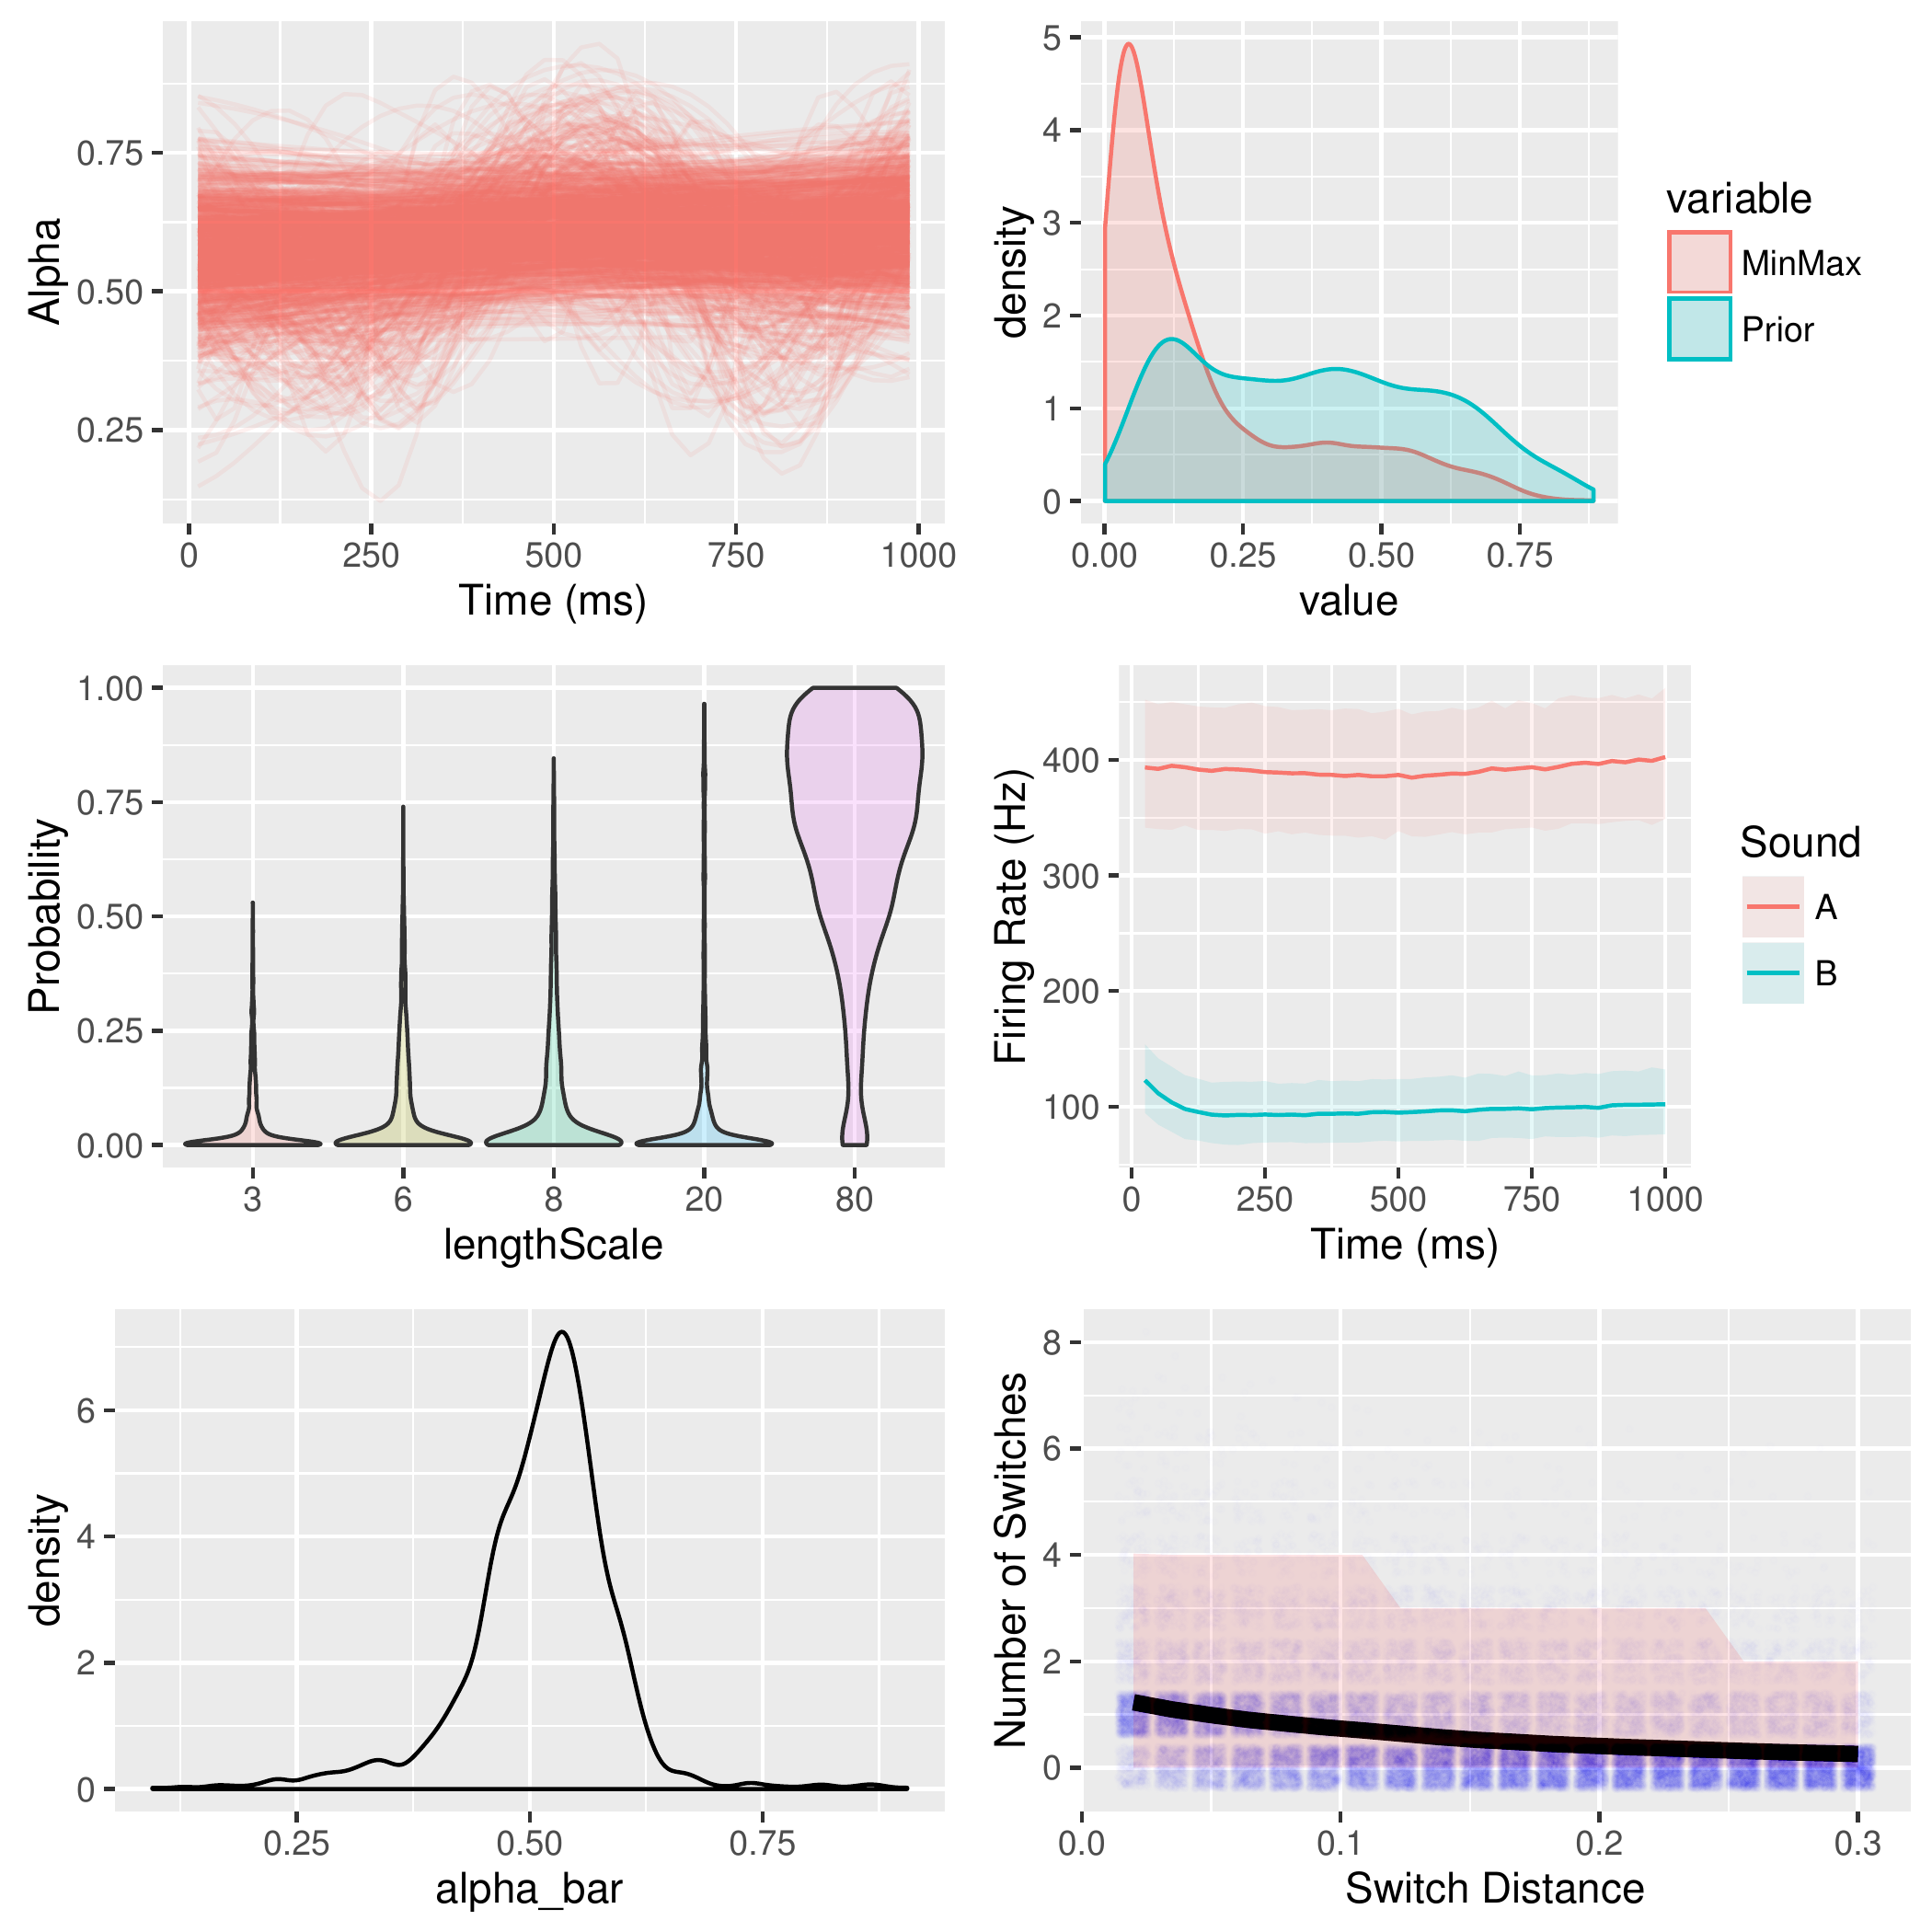 Alpha
0.75
0.50
0.25
0
250
500
750
1000
Time (ms)
density
5
4
3
2
1
0
0.00
0.25
0.50
0.75
value
variable
MinMax
Prior
Probability
1.00
0.75
0.50
0.25
0.00
3
6
8
20
80
lengthScale
Firing Rate (Hz)
400
300
200
100
0
250
500
750
1000
Time (ms)
Sound
A
B
density
6
4
2
0
0.25
0.50
0.75
alpha_bar
Number of Switches
8
6
4
2
0
0.0
0.1
0.2
0.3
Switch Distance